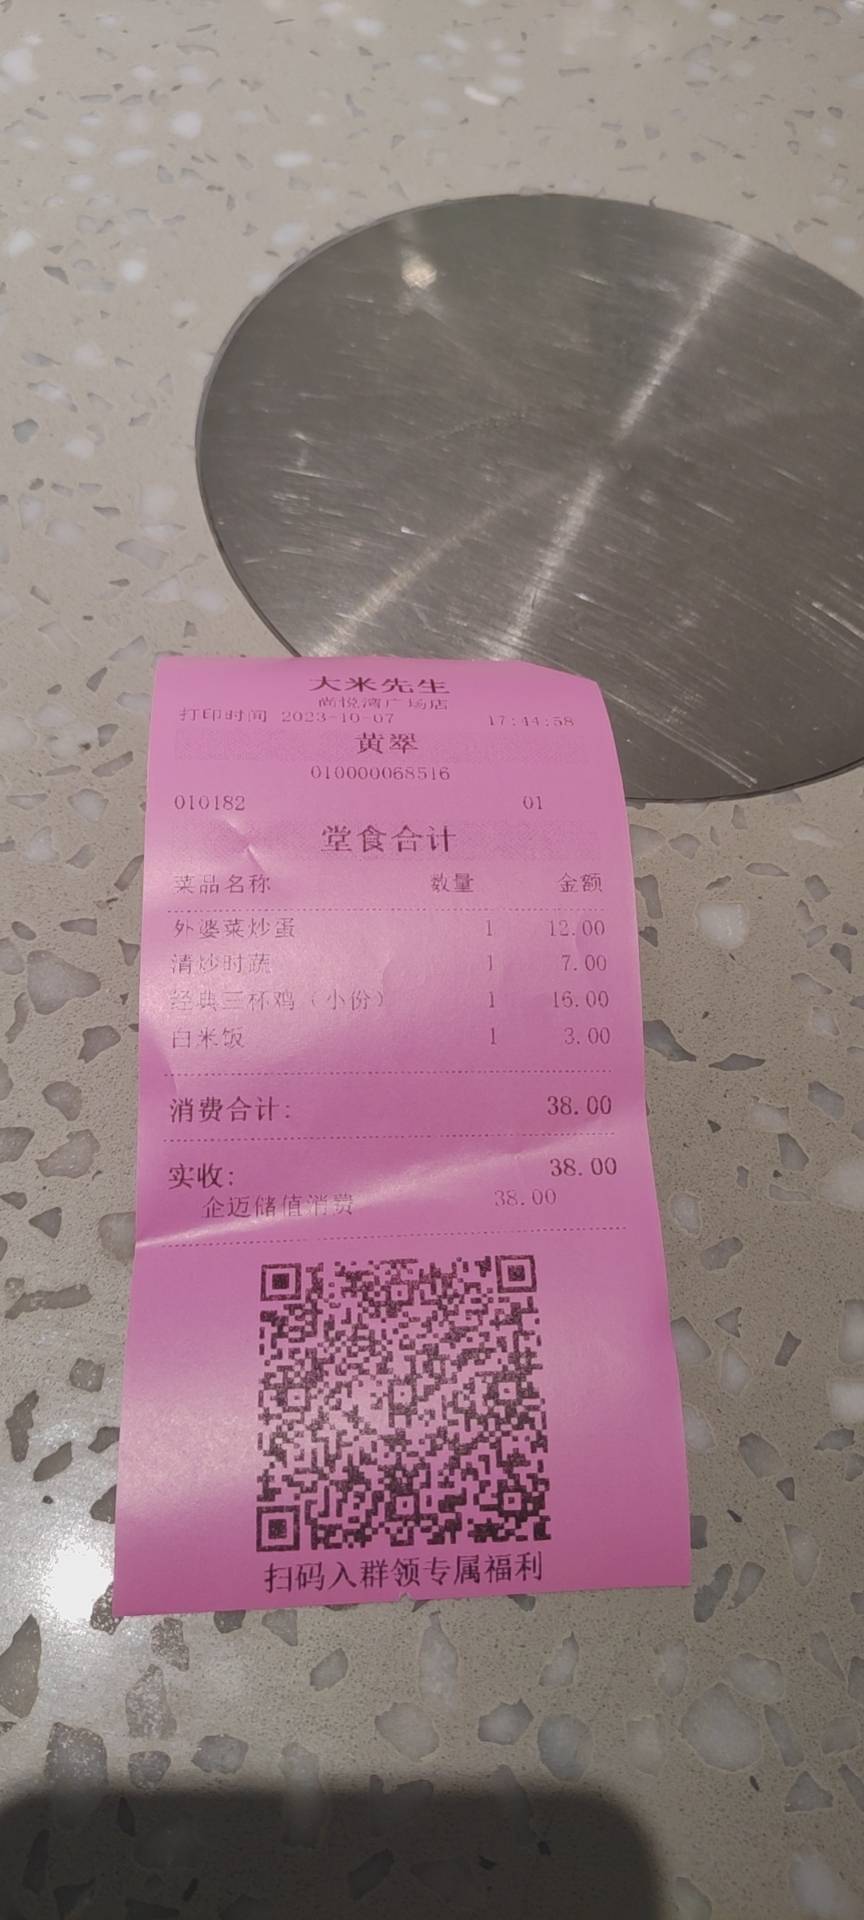 大米先生
尚悦湾广场店
打印时间 2023-10-07 17:44:58
黄翠
010000068516
010182 01
堂食合计
菜品名称 数量 金额
外婆菜炒蛋 1 12.00
清炒时蔬 1 7.00
经典三杯鸡（小份） 1 16.00
白米饭 1 3.00
消费合计: 38.00
实收: 38.00
企迈储值消费 38.00
扫码入群领专属福利